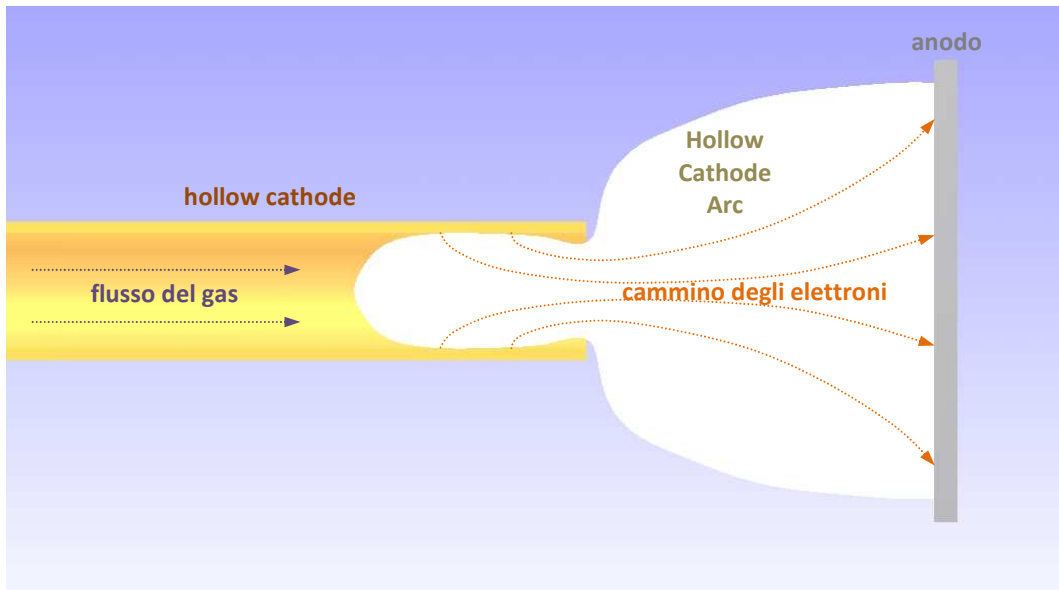 anodo
Hollow
Cathode
Arc
hollow cathode
flusso del gas
cammino degli elettroni